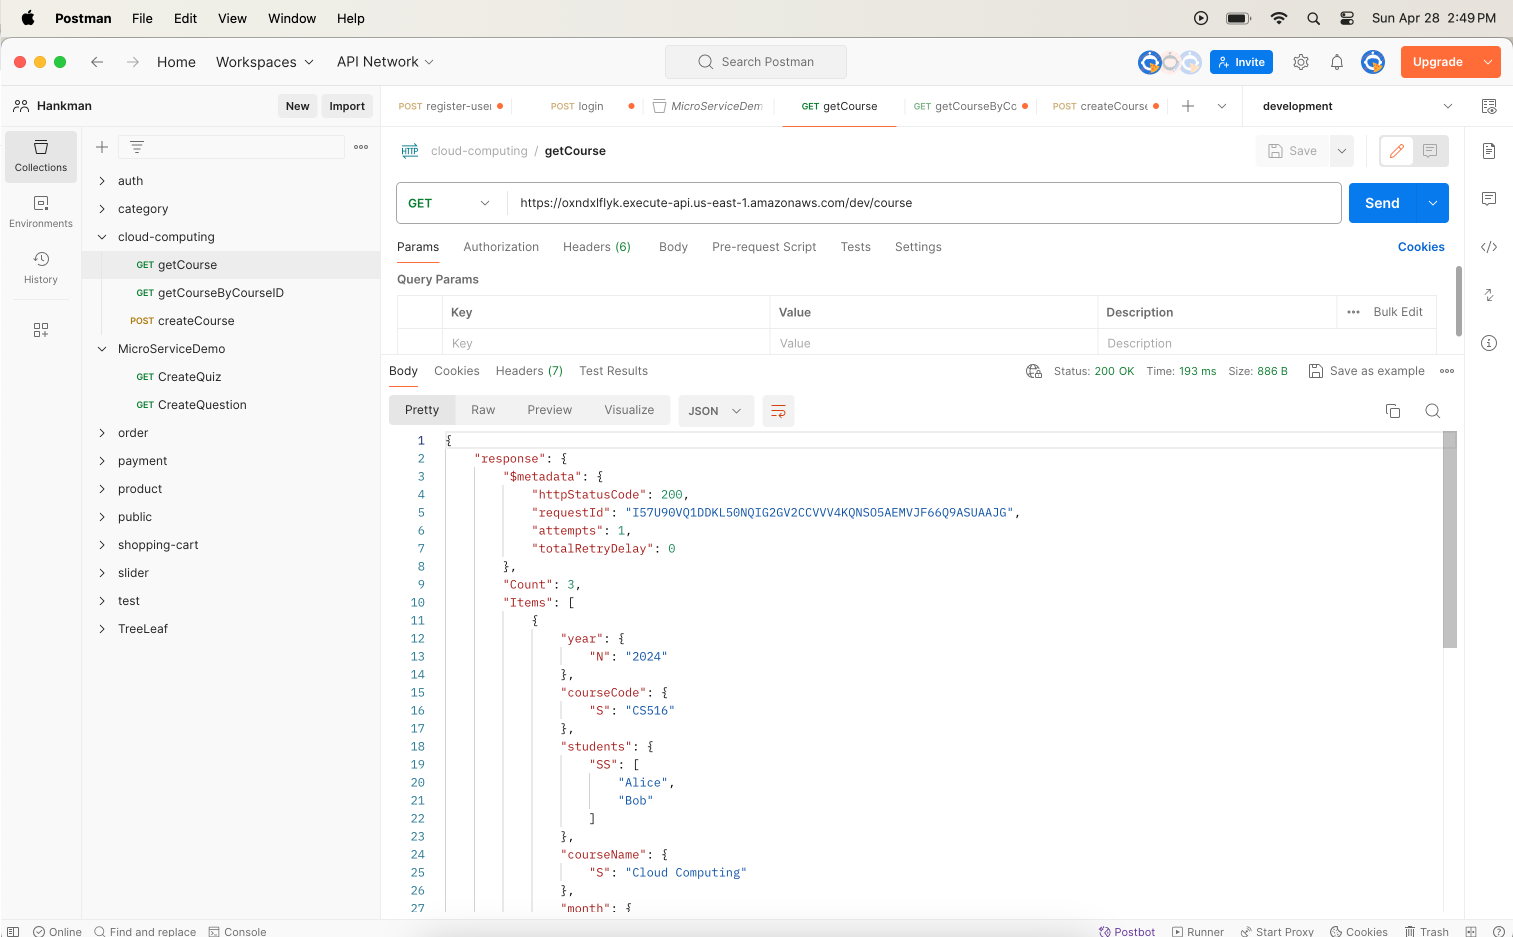 Postman File Edit View Window Help Sun Apr 28 2:49 PM
Home Workspaces API Network Search Postman Invite Upgrade
Hankman New Import
POST register-user POST login MicroServiceDem GET getCourse GET getCourseByCo POST createCourse development
Collections
Environments
History
auth
category
cloud-computing
GET getCourse
GET getCourseByCourseID
POST createCourse
MicroServiceDemo
GET CreateQuiz
GET CreateQuestion
order
payment
product
public
shopping-cart
slider
test
TreeLeaf
HTTP cloud-computing / getCourse Save
GET https://oxndxlflyk.execute-api.us-east-1.amazonaws.com/dev/course Send
Params Authorization Headers (6) Body Pre-request Script Tests Settings Cookies
Query Params
Key Value Description Bulk Edit
Key Value Description
Body Cookies Headers (7) Test Results Status: 200 OK Time: 193 ms Size: 886 B Save as example
Pretty Raw Preview Visualize JSON
1 {
2 "response": {
3 "$metadata": {
4 "httpStatusCode": 200,
5 "requestId": "I57U90VQ1DDKL50NQIG2GV2CCVVV4KQNSO5AEMVJF66Q9ASUAAJG",
6 "attempts": 1,
7 "totalRetryDelay": 0
8 },
9 "Count": 3,
10 "Items": [
11 {
12 "year": {
13 "N": "2024"
14 },
15 "courseCode": {
16 "S": "CS516"
17 },
18 "students": {
19 "SS": [
20 "Alice",
21 "Bob"
22 ]
23 },
24 "courseName": {
25 "S": "Cloud Computing"
26 },
27 "month": {
Online Find and replace Console Postbot Runner Start Proxy Cookies Trash